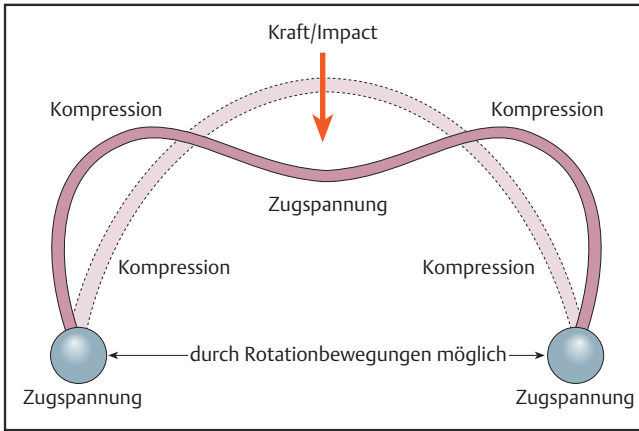 Kraft/Impact
Kompression
Kompression
Zugspannung
Kompression
Kompression
durch Rotationbewegungen möglich
Zugspannung
Zugspannung